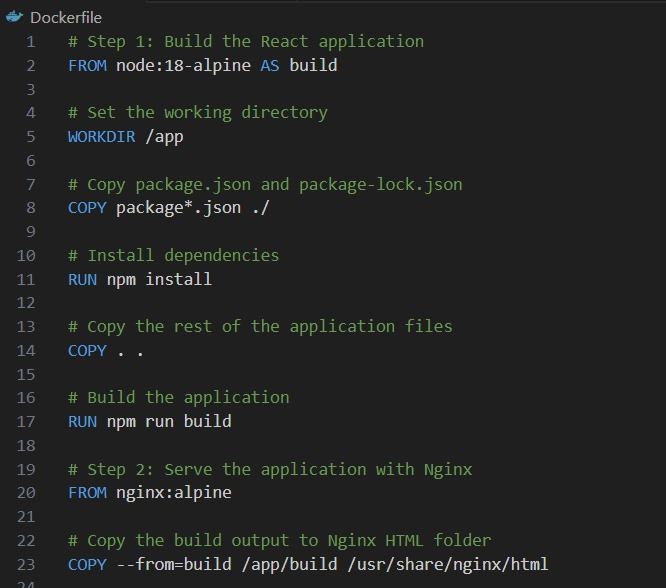 Dockerfile
1 # Step 1: Build the React application
2 FROM node:18-alpine AS build
3
4 # Set the working directory
5 WORKDIR /app
6
7 # Copy package.json and package-lock.json
8 COPY package*.json ./
9
10 # Install dependencies
11 RUN npm install
12
13 # Copy the rest of the application files
14 COPY . .
15
16 # Build the application
17 RUN npm run build
18
19 # Step 2: Serve the application with Nginx
20 FROM nginx:alpine
21
22 # Copy the build output to Nginx HTML folder
23 COPY --from=build /app/build /usr/share/nginx/html
24